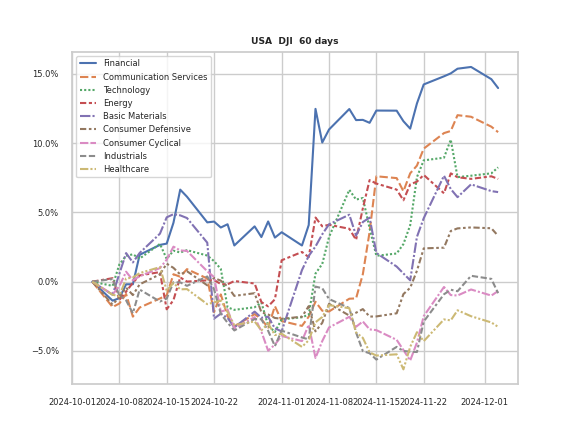 USA  DJI  60 days
Financial
Communication Services
Technology
Energy
Basic Materials
Consumer Defensive
Consumer Cyclical
Industrials
Healthcare
15.0%
10.0%
5.0%
0.0%
−5.0%
2024-10-01 2024-10-08 2024-10-15 2024-10-22 2024-11-01 2024-11-08 2024-11-15 2024-11-22 2024-12-01